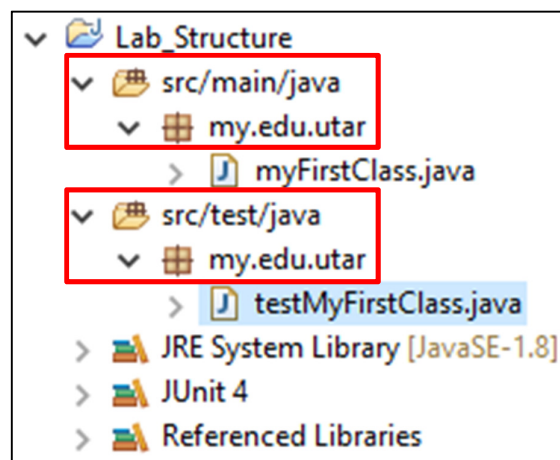 Lab_Structure
src/main/java
my.edu.utar
myFirstClass.java
src/test/java
my.edu.utar
testMyFirstClass.java
JRE System Library [JavaSE-1.8]
JUnit 4
Referenced Libraries